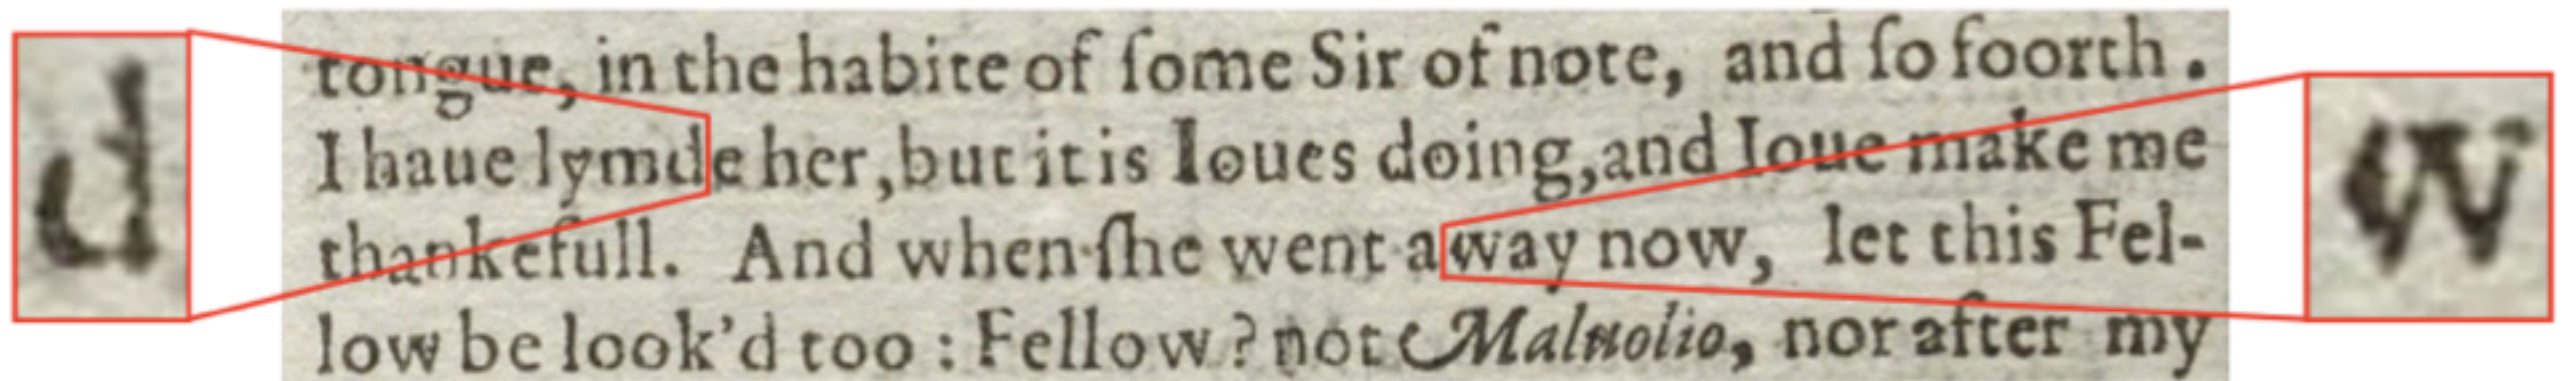 tongue, in the habite of ſome Sir of note, and ſo foorth.
I haue lymde her, but it is Ioues doing, and Ioue make me
thankefull. And when ſhe went away now, let this Fel-
low be look'd too : Fellow ? not Maluolio, nor after my
d
w